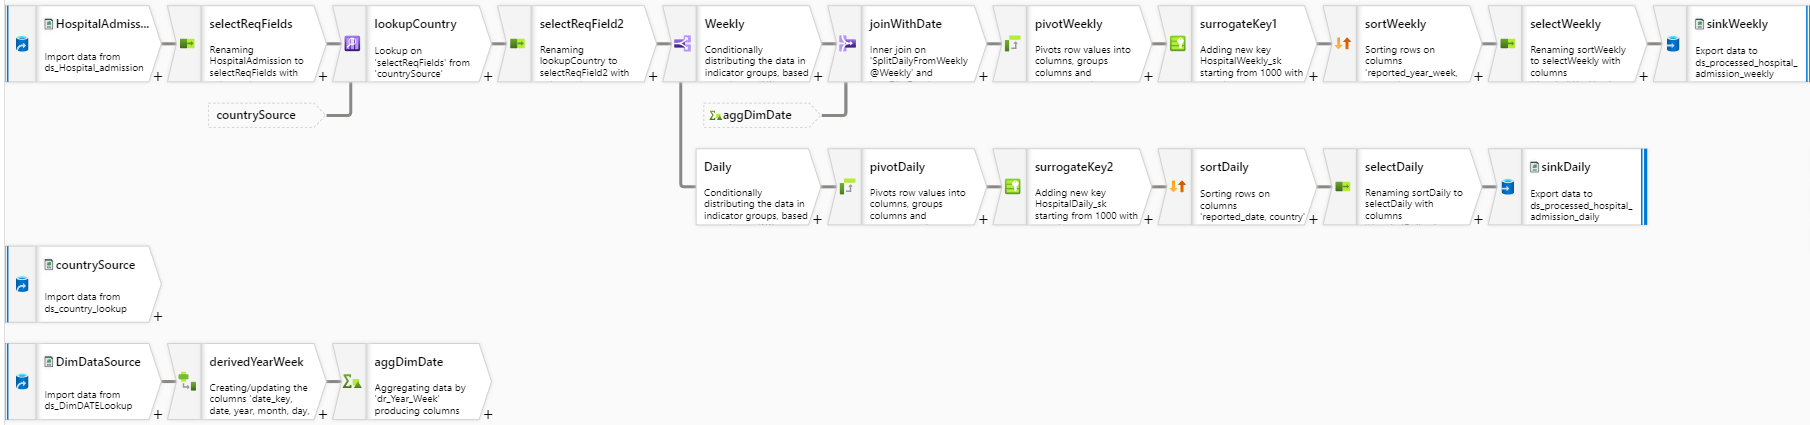 HospitalAdmiss...
Import data from
ds_Hospital_admission
+
selectReqFields
Renaming
HospitalAdmission to
selectReqFields with
+
lookupCountry
Lookup on
'selectReqFields' from
'countrySource'
+
selectReqField2
Renaming
lookupCountry to
selectReqField2 with
+
Weekly
Conditionally
distributing the data in
indicator groups, based
+
joinWithDate
Inner join on
'SplitDailyFromWeekly
@Weekly' and
+
pivotWeekly
Pivots row values into
columns, groups
columns and
+
surrogateKey1
Adding new key
HospitalWeekly_sk
starting from 1000 with
+
sortWeekly
Sorting rows on
columns
'reported_year_week,
+
selectWeekly
Renaming sortWeekly
to selectWeekly with
columns
+
sinkWeekly
Export data to
ds_processed_hospital_
admission_weekly
countrySource
aggDimDate
Daily
Conditionally
distributing the data in
indicator groups, based
+
pivotDaily
Pivots row values into
columns, groups
columns and
+
surrogateKey2
Adding new key
HospitalDaily_sk
starting from 1000 with
+
sortDaily
Sorting rows on
columns
'reported_date, country'
+
selectDaily
Renaming sortDaily to
selectDaily with
columns
+
sinkDaily
Export data to
ds_processed_hospital_
admission_daily
countrySource
Import data from
ds_country_lookup
+
DimDataSource
Import data from
ds_DimDATELookup
+
derivedYearWeek
Creating/updating the
columns 'date_key,
date, year, month, day,
+
aggDimDate
Aggregating data by
'dr_Year_Week'
producing columns
+